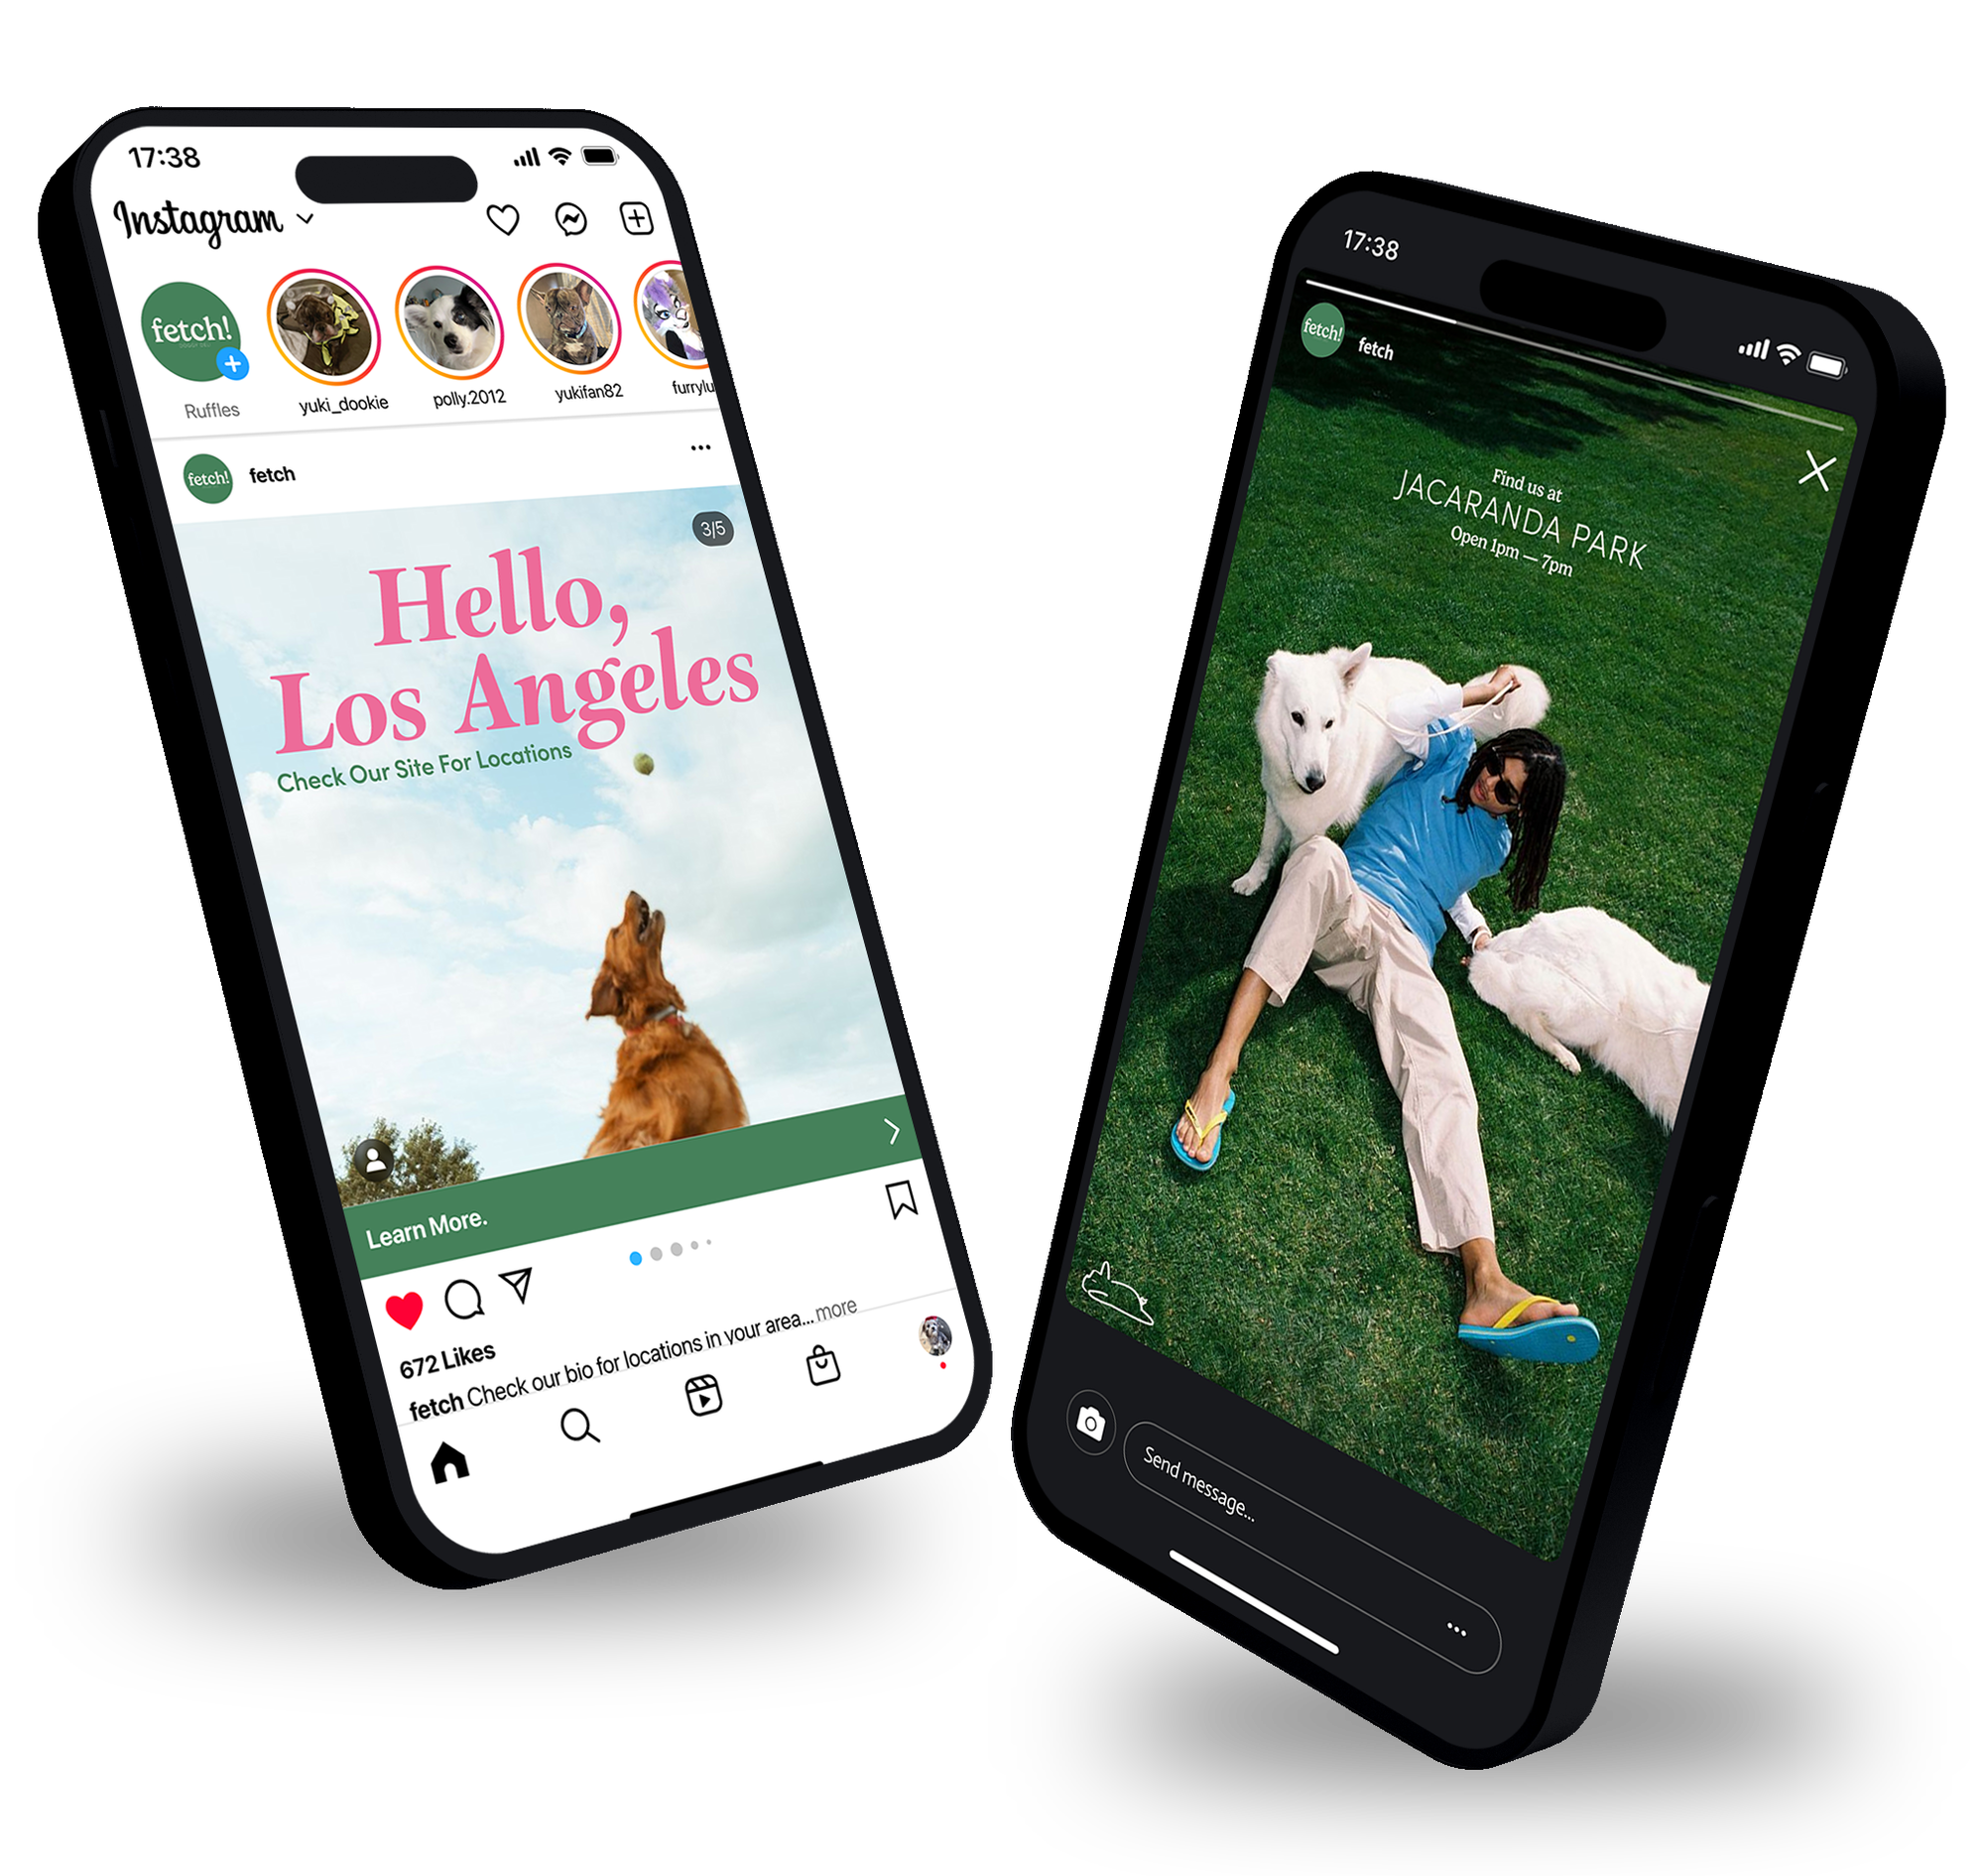 17:38
Instagram
fetch!
Ruffles
yuki_dookie
polly.2012
yukifan82
furrylu
fetch!
fetch
3/5
Hello,
Los Angeles
Check Our Site For Locations
Learn More.
672 Likes
fetch Check our bio for locations in your area... more
17:38
fetch!
fetch
Find us at
JACARANDA PARK
Open 1pm — 7pm
Send message...